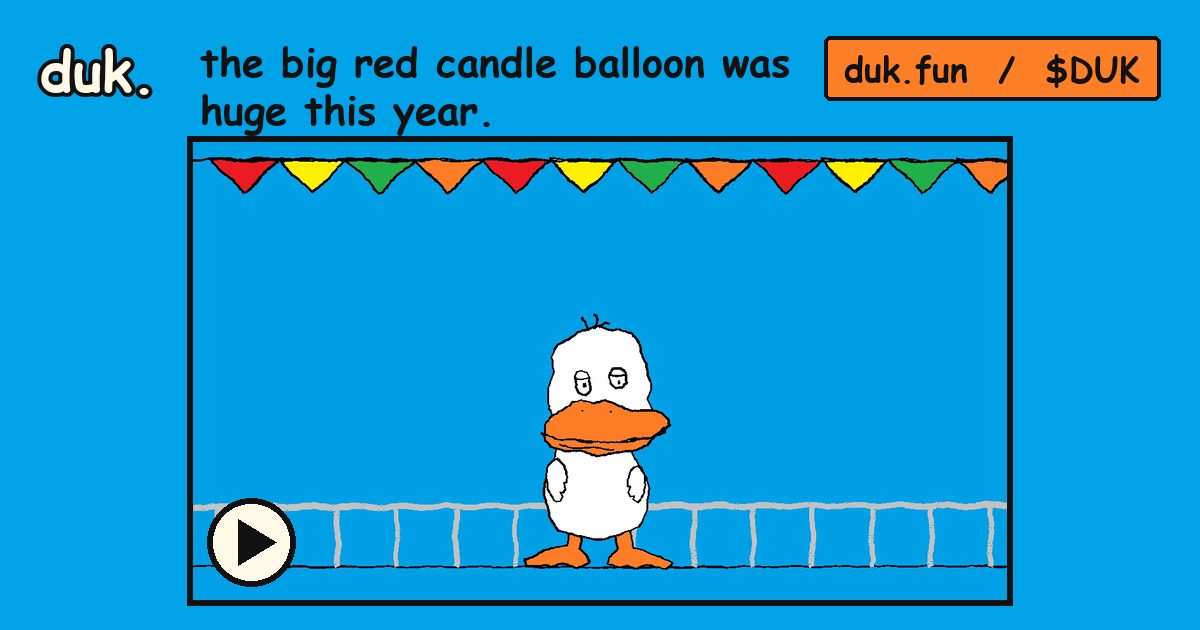 duk.
the big red candle balloon was
huge this year.
duk.fun / $DUK